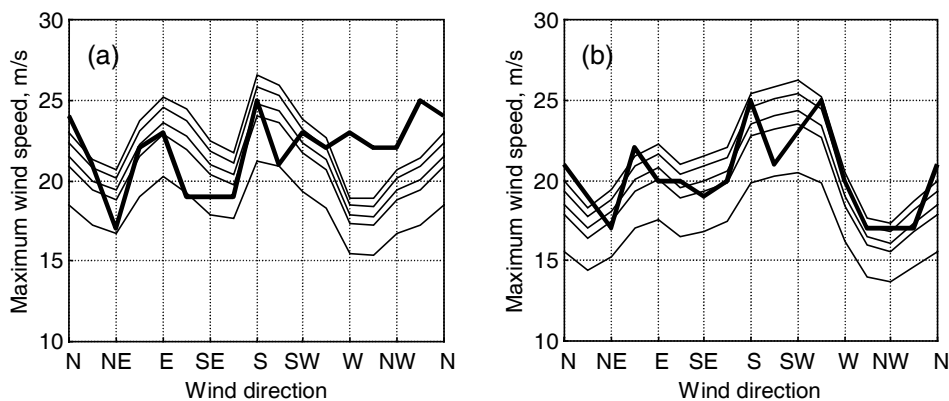 30
25
20
15
10
Maximum wind speed, m/s
(a)
N NE E SE S SW W NW N
Wind direction
30
25
20
15
10
Maximum wind speed, m/s
(b)
N NE E SE S SW W NW N
Wind direction